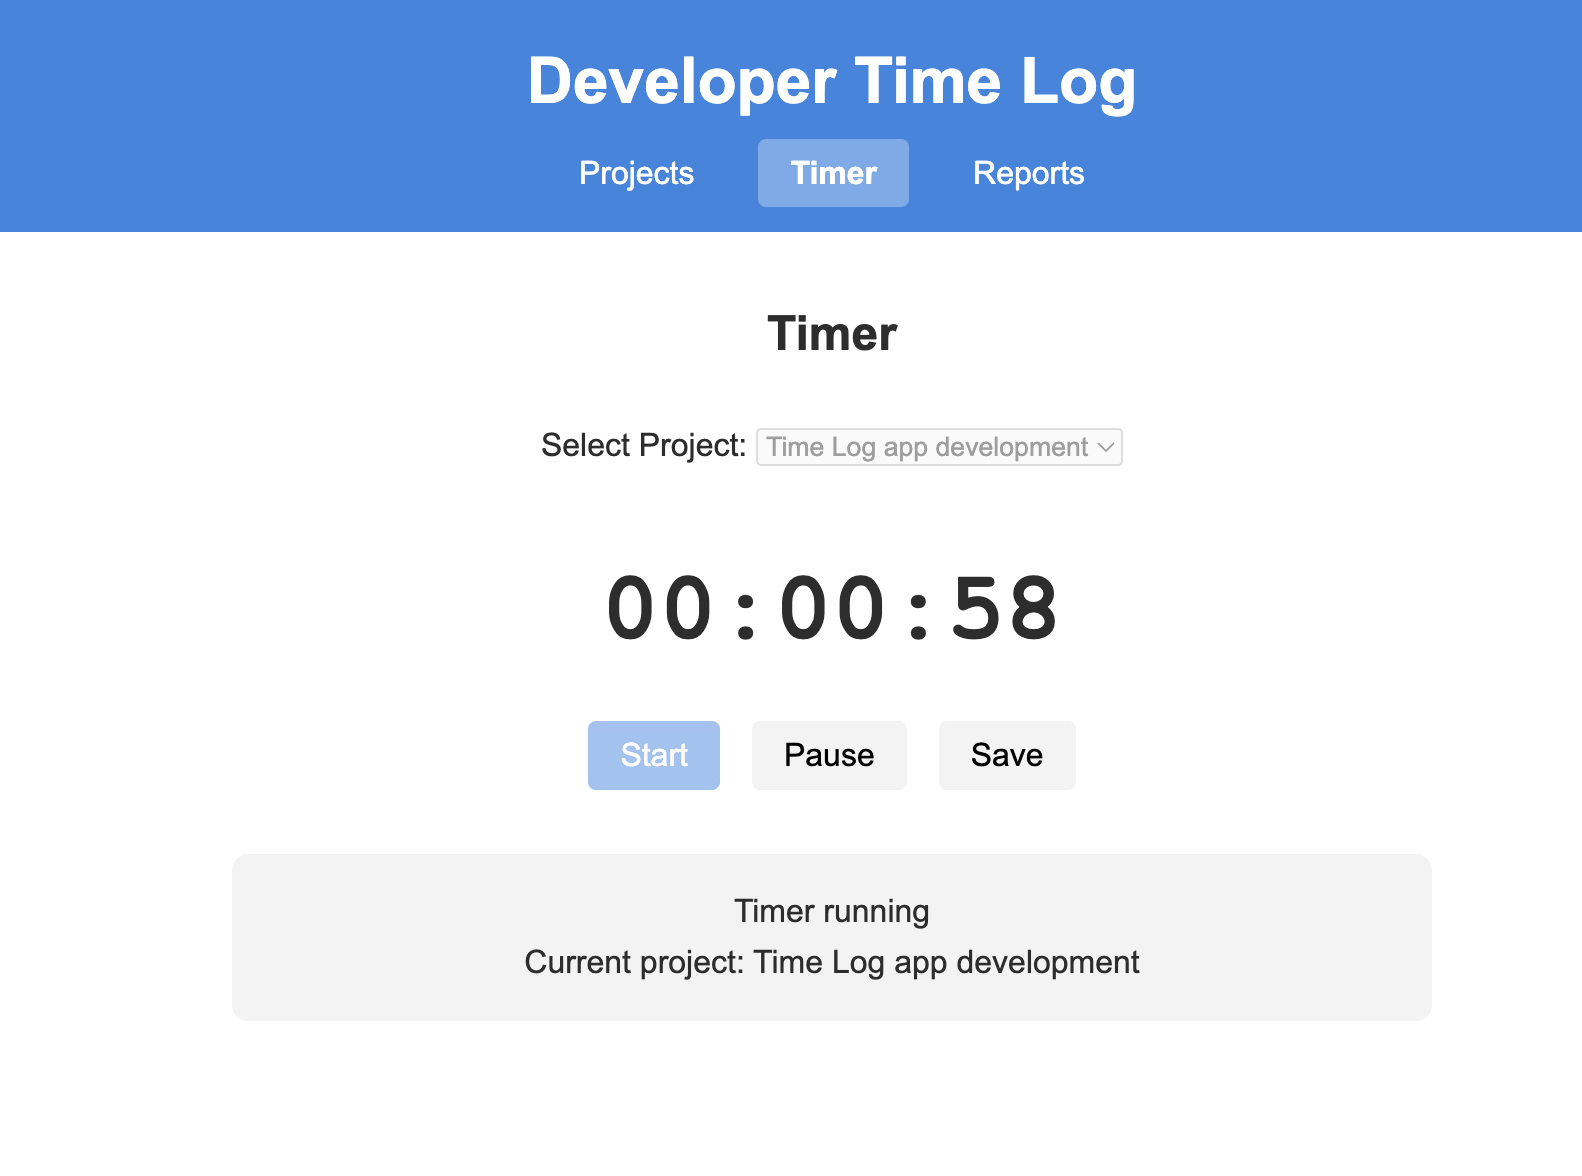 Developer Time Log
Projects Timer Reports
Timer
Select Project: Time Log app development
00:00:58
Start Pause Save
Timer running
Current project: Time Log app development